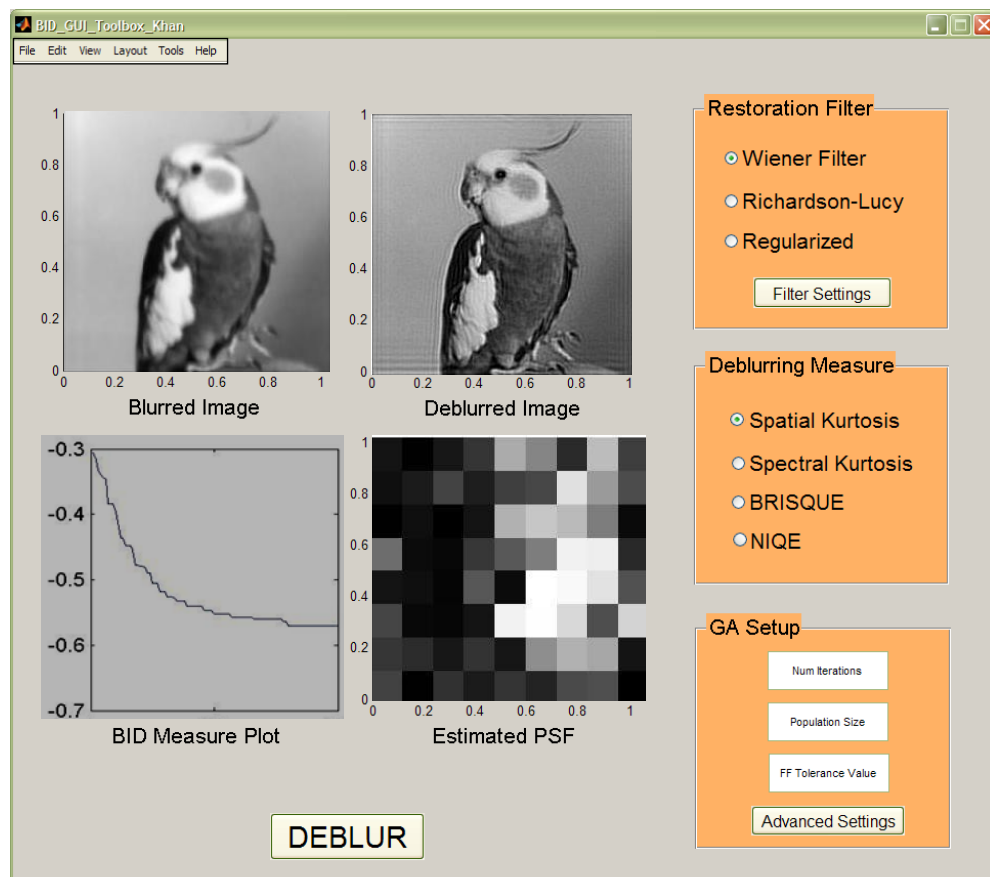 BID_GUI_Toolbox_Khan
File Edit View Layout Tools Help
1
0.8
0.6
0.4
0.2
0
0 0.2 0.4 0.6 0.8 1
Blurred Image
1
0.8
0.6
0.4
0.2
0
0 0.2 0.4 0.6 0.8 1
Deblurred Image
-0.3
-0.4
-0.5
-0.6
-0.7
BID Measure Plot
1
0.8
0.6
0.4
0.2
0
0 0.2 0.4 0.6 0.8 1
Estimated PSF
DEBLUR
Restoration Filter
Wiener Filter
Richardson-Lucy
Regularized
Filter Settings
Deblurring Measure
Spatial Kurtosis
Spectral Kurtosis
BRISQUE
NIQE
GA Setup
Num Iterations
Population Size
FF Tolerance Value
Advanced Settings